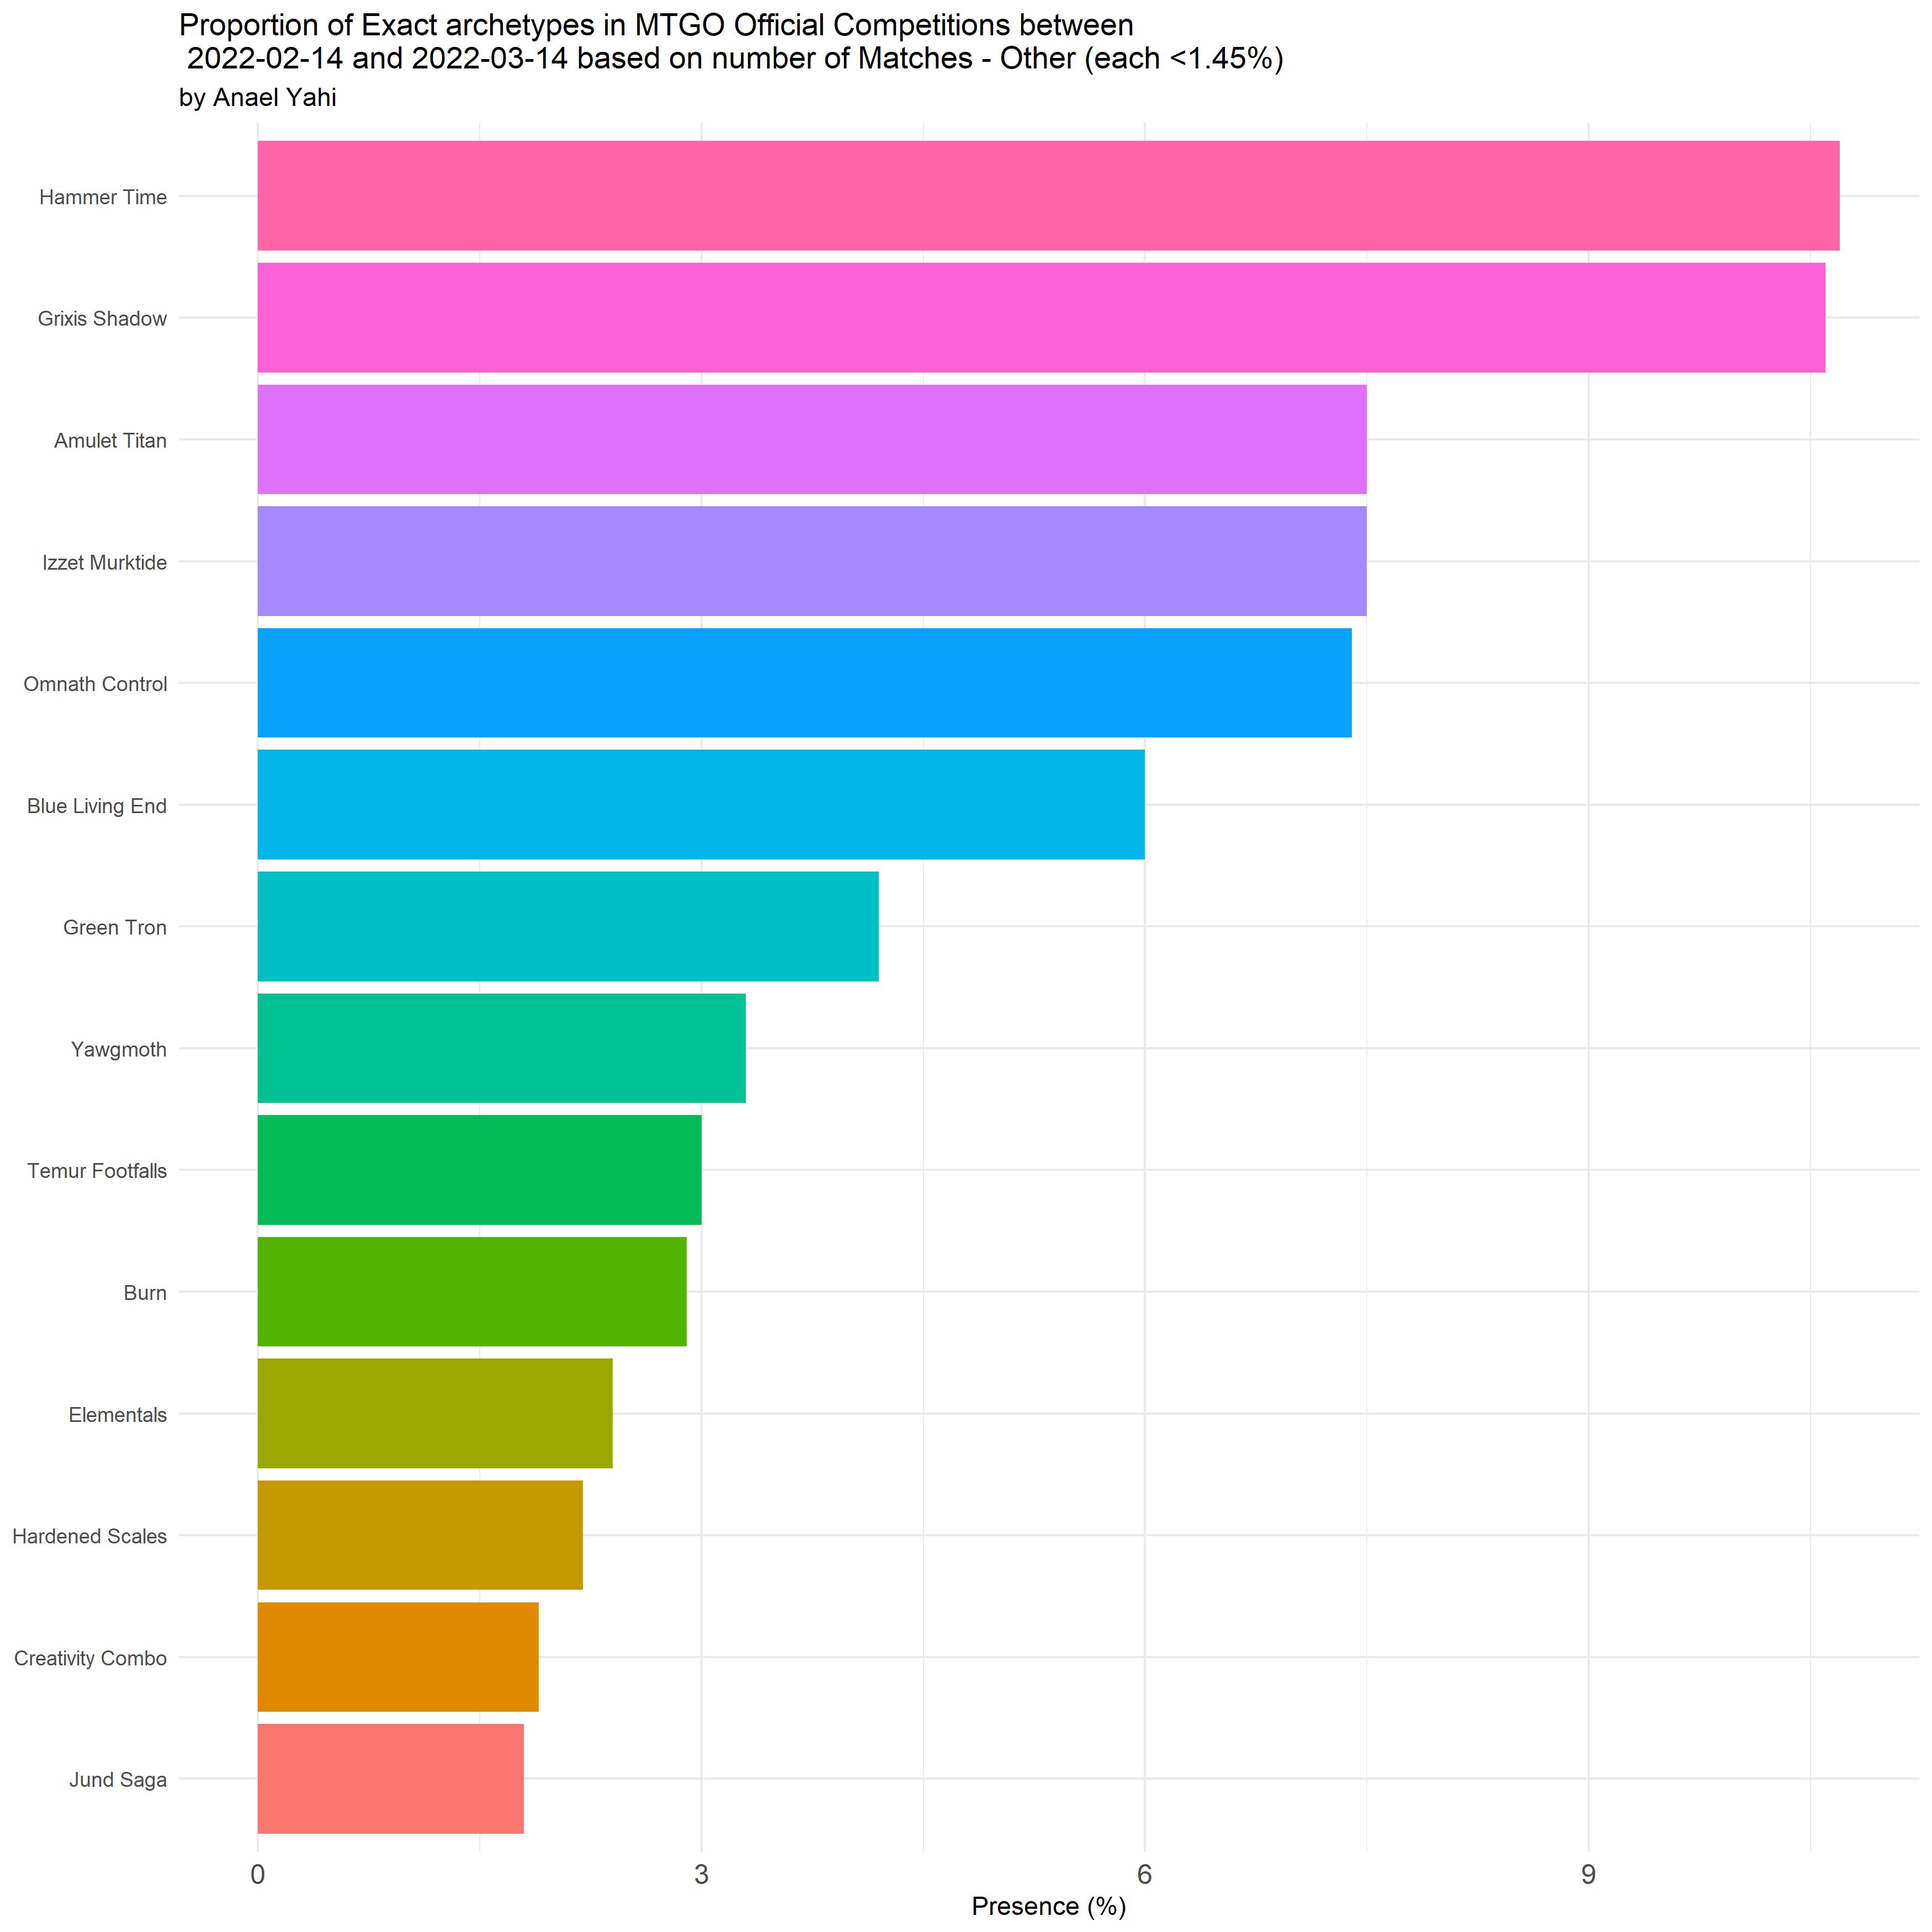 Proportion of Exact archetypes in MTGO Official Competitions between
2022-02-14 and 2022-03-14 based on number of Matches - Other (each <1.45%)
by Anael Yahi
Hammer Time
Grixis Shadow
Amulet Titan
Izzet Murktide
Omnath Control
Blue Living End
Green Tron
Yawgmoth
Temur Footfalls
Burn
Elementals
Hardened Scales
Creativity Combo
Jund Saga
0 3 6 9
Presence (%)